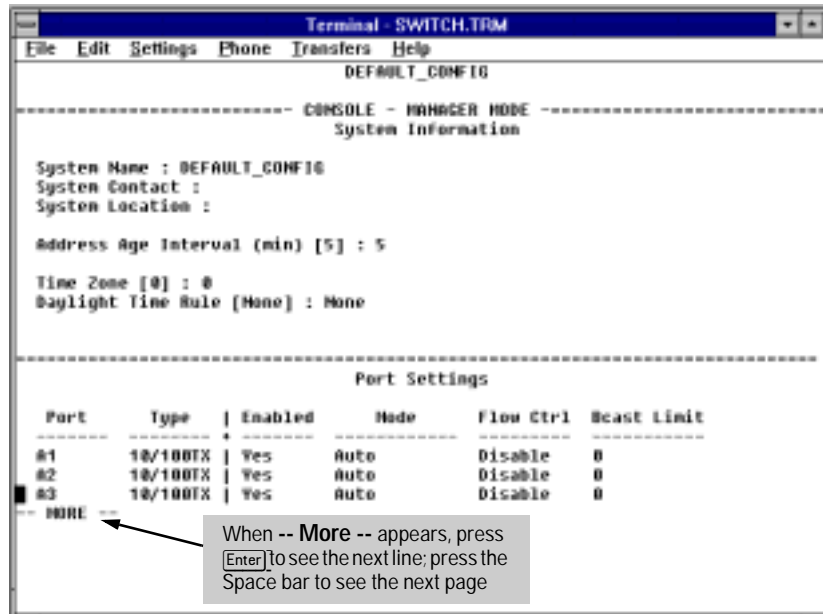 Terminal - SWITCH.TRM
File Edit Settings Phone Transfers Help
DEFAULT_CONFIG
---------------------------- CONSOLE - MANAGER MODE ----------------------------
System Information
System Name : DEFAULT_CONFIG
System Contact :
System Location :
Address Age Interval (min) [5] : 5
Time Zone [0] : 0
Daylight Time Rule [None] : None
Port Settings
Port Type | Enabled Mode Flow Ctrl Bcast Limit
A1 10/100TX | Yes Auto Disable 0
A2 10/100TX | Yes Auto Disable 0
A3 10/100TX | Yes Auto Disable 0
-- MORE --
When -- More -- appears, press
Enter to see the next line; press the
Space bar to see the next page